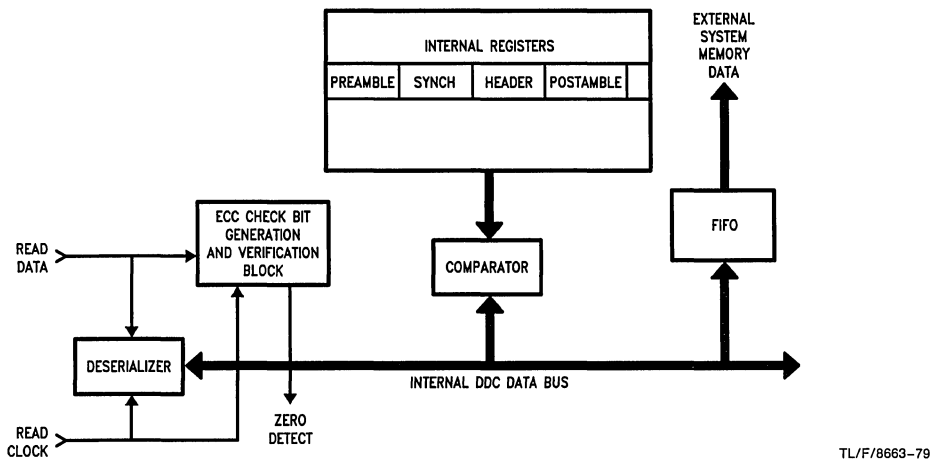 INTERNAL REGISTERS
PREAMBLE SYNCH HEADER POSTAMBLE
EXTERNAL
SYSTEM
MEMORY
DATA
ECC CHECK BIT
GENERATION
AND VERIFICATION
BLOCK
READ
DATA
COMPARATOR
FIFO
DESERIALIZER
INTERNAL DDC DATA BUS
ZERO
DETECT
READ
CLOCK
TL/F/8663-79